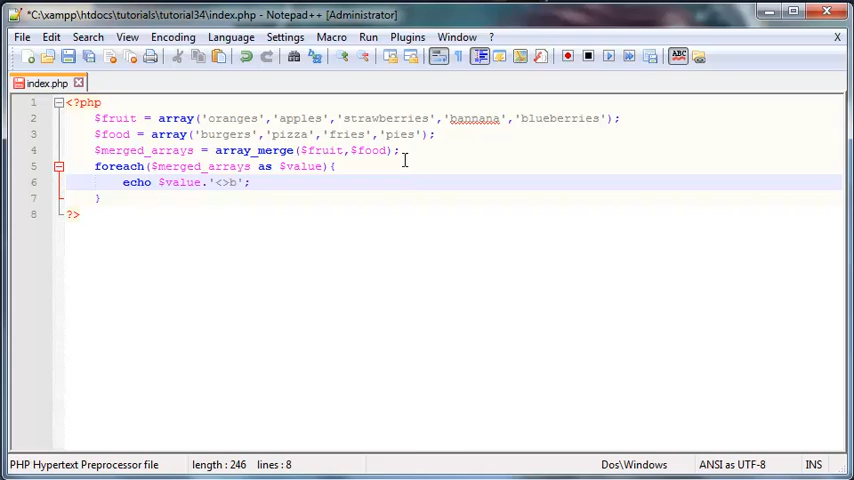 *C:\xampp\htdocs\tutorials\tutorial34\index.php - Notepad++ [Administrator]
File Edit Search View Encoding Language Settings Macro Run Plugins Window ? X
index.php
1 <?php
2 $fruit = array('oranges','apples','strawberries','bannana','blueberries');
3 $food = array('burgers','pizza','fries','pies');
4 $merged_arrays = array_merge($fruit,$food);
5 foreach($merged_arrays as $value){
6 echo $value.'<>b';
7 }
8 ?>
PHP Hypertext Preprocessor file length : 246 lines : 8 Dos\Windows ANSI as UTF-8 INS